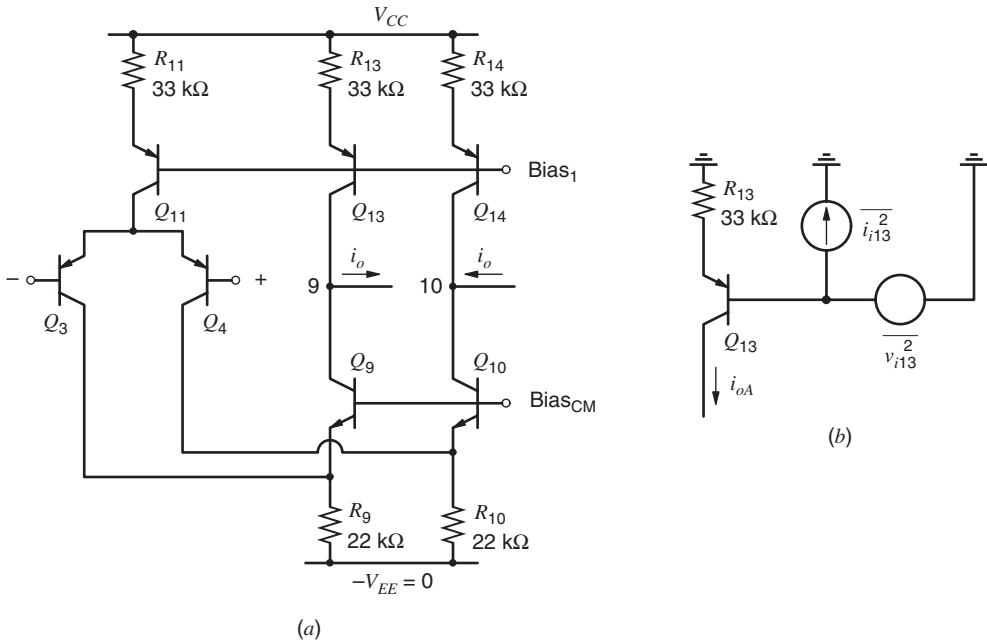 V_CC
R_11
33 kΩ
R_13
33 kΩ
R_14
33 kΩ
Bias_1
Q_11
Q_13
Q_14
−
+
Q_3
Q_4
9
i_o
10
i_o
Q_9
Q_10
Bias_CM
R_9
22 kΩ
R_10
22 kΩ
−V_EE = 0
(a)
R_13
33 kΩ
i_i13^2
Q_13
v_i13^2
i_oA
(b)